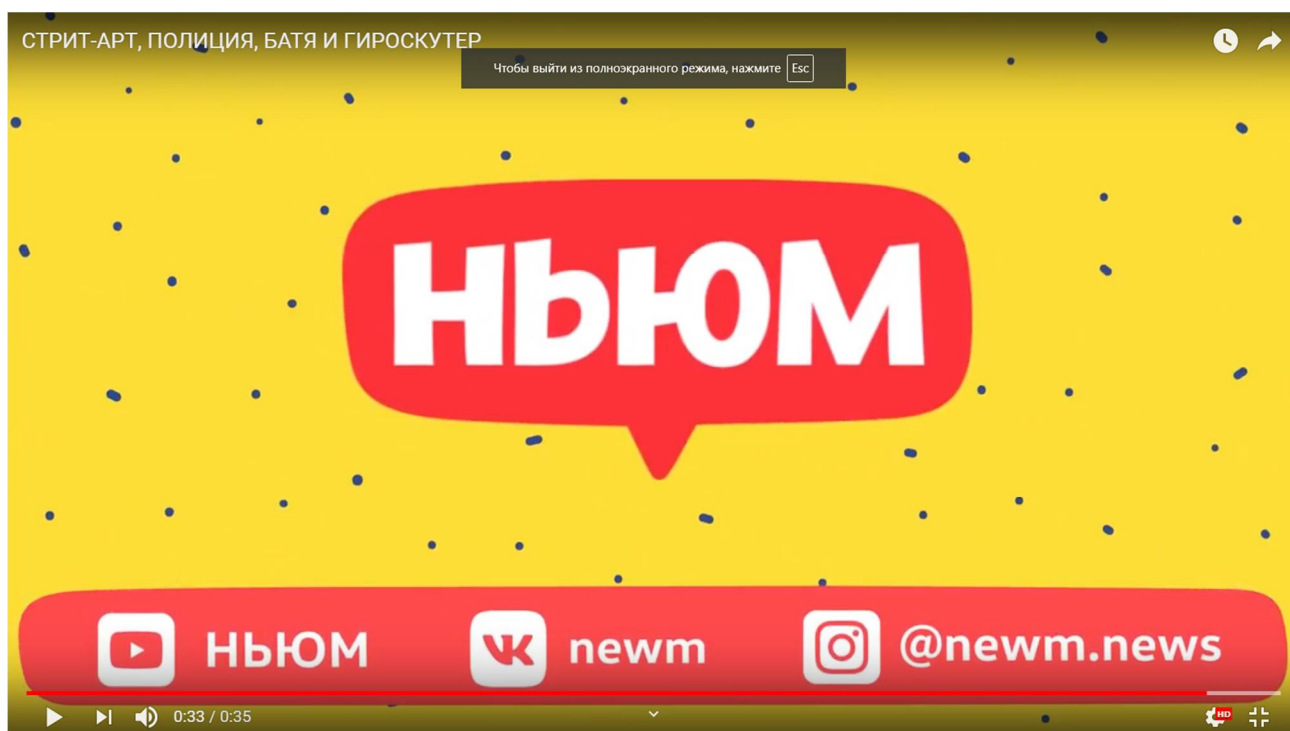 СТРИТ-АРТ, ПОЛИЦИЯ, БАТЯ И ГИРОСКУТЕР
Чтобы выйти из полноэкранного режима, нажмите Esc
НЬЮМ
НЬЮМ newm @newm.news
0:33 / 0:35 HD